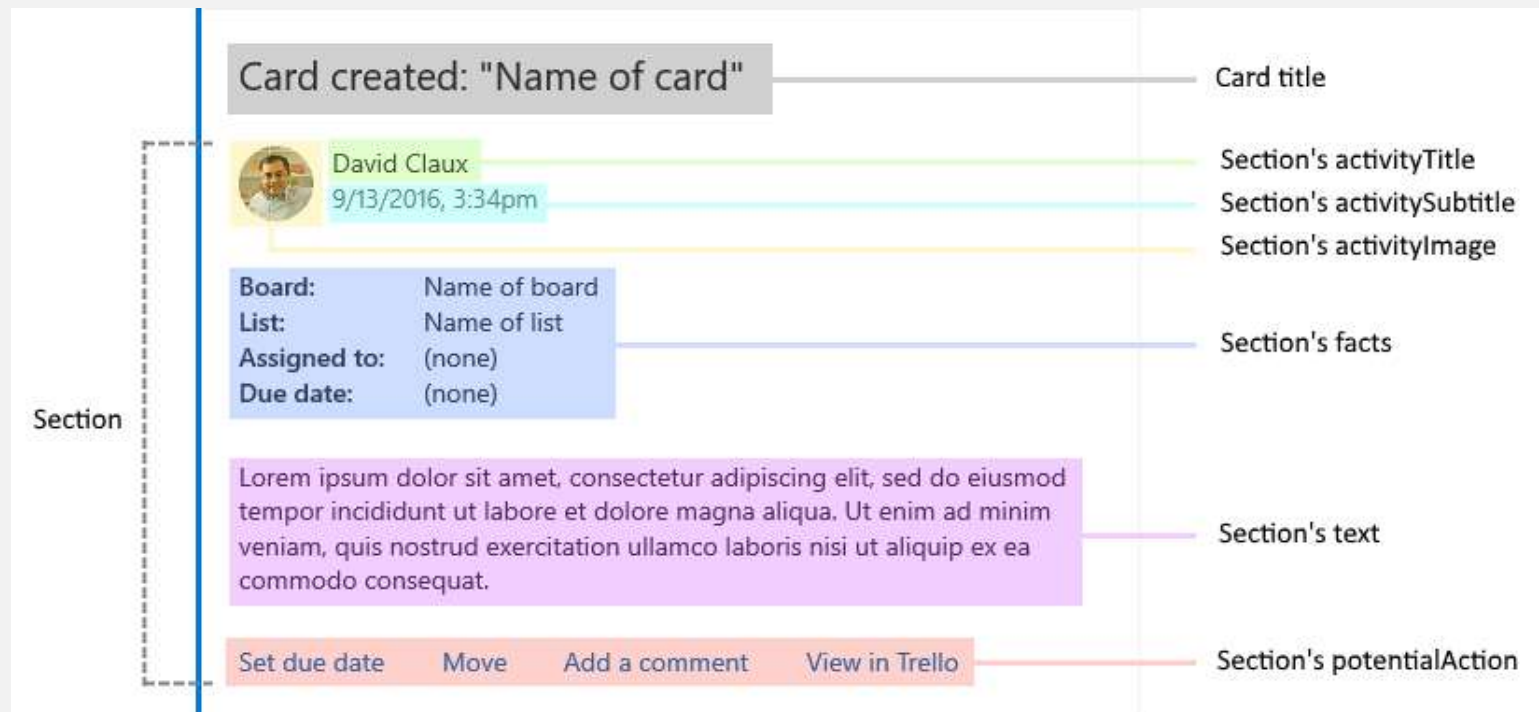 Card created: "Name of card"
Card title
David Claux
Section's activityTitle
9/13/2016, 3:34pm
Section's activitySubtitle
Section's activityImage
Board: Name of board
List: Name of list
Assigned to: (none)
Due date: (none)
Section's facts
Section
Lorem ipsum dolor sit amet, consectetur adipiscing elit, sed do eiusmod
tempor incididunt ut labore et dolore magna aliqua. Ut enim ad minim
veniam, quis nostrud exercitation ullamco laboris nisi ut aliquip ex ea
commodo consequat.
Section's text
Set due date Move Add a comment View in Trello
Section's potentialAction